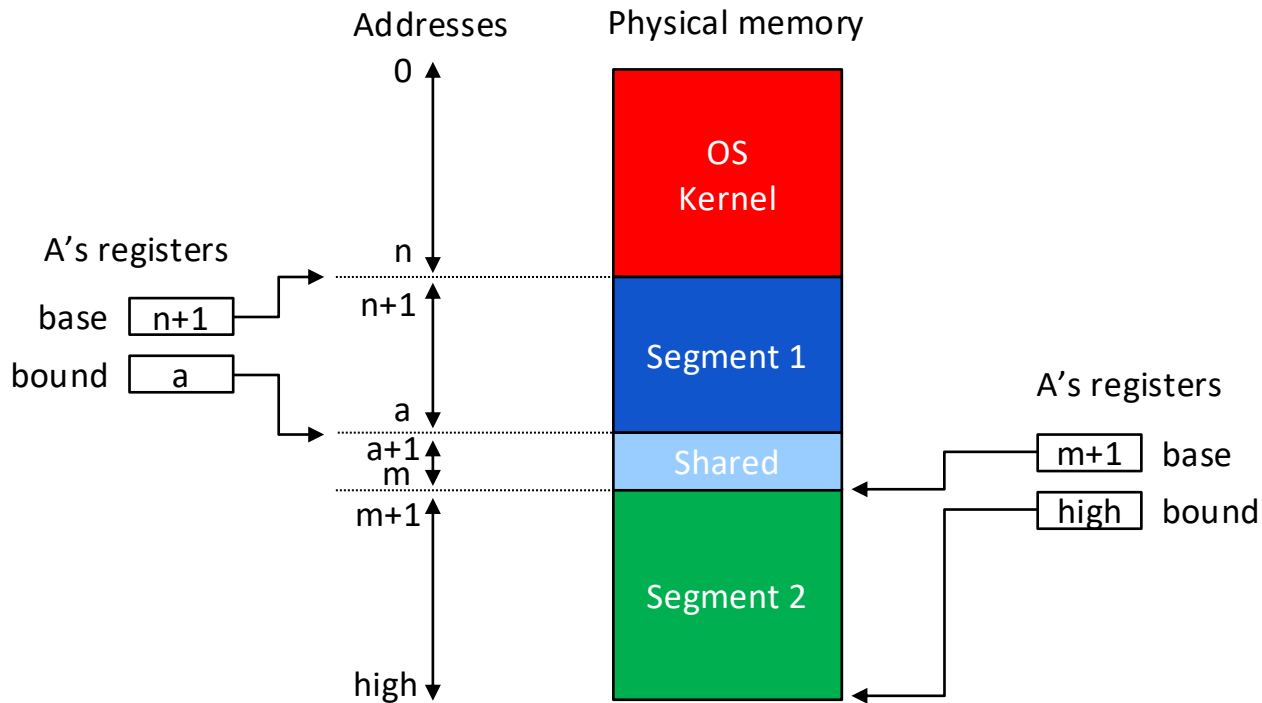 Addresses
Physical memory
0
OS
Kernel
n
A’s registers
base n+1
bound a
n+1
Segment 1
a
a+1
Shared
m
A’s registers
m+1 base
high bound
m+1
Segment 2
high